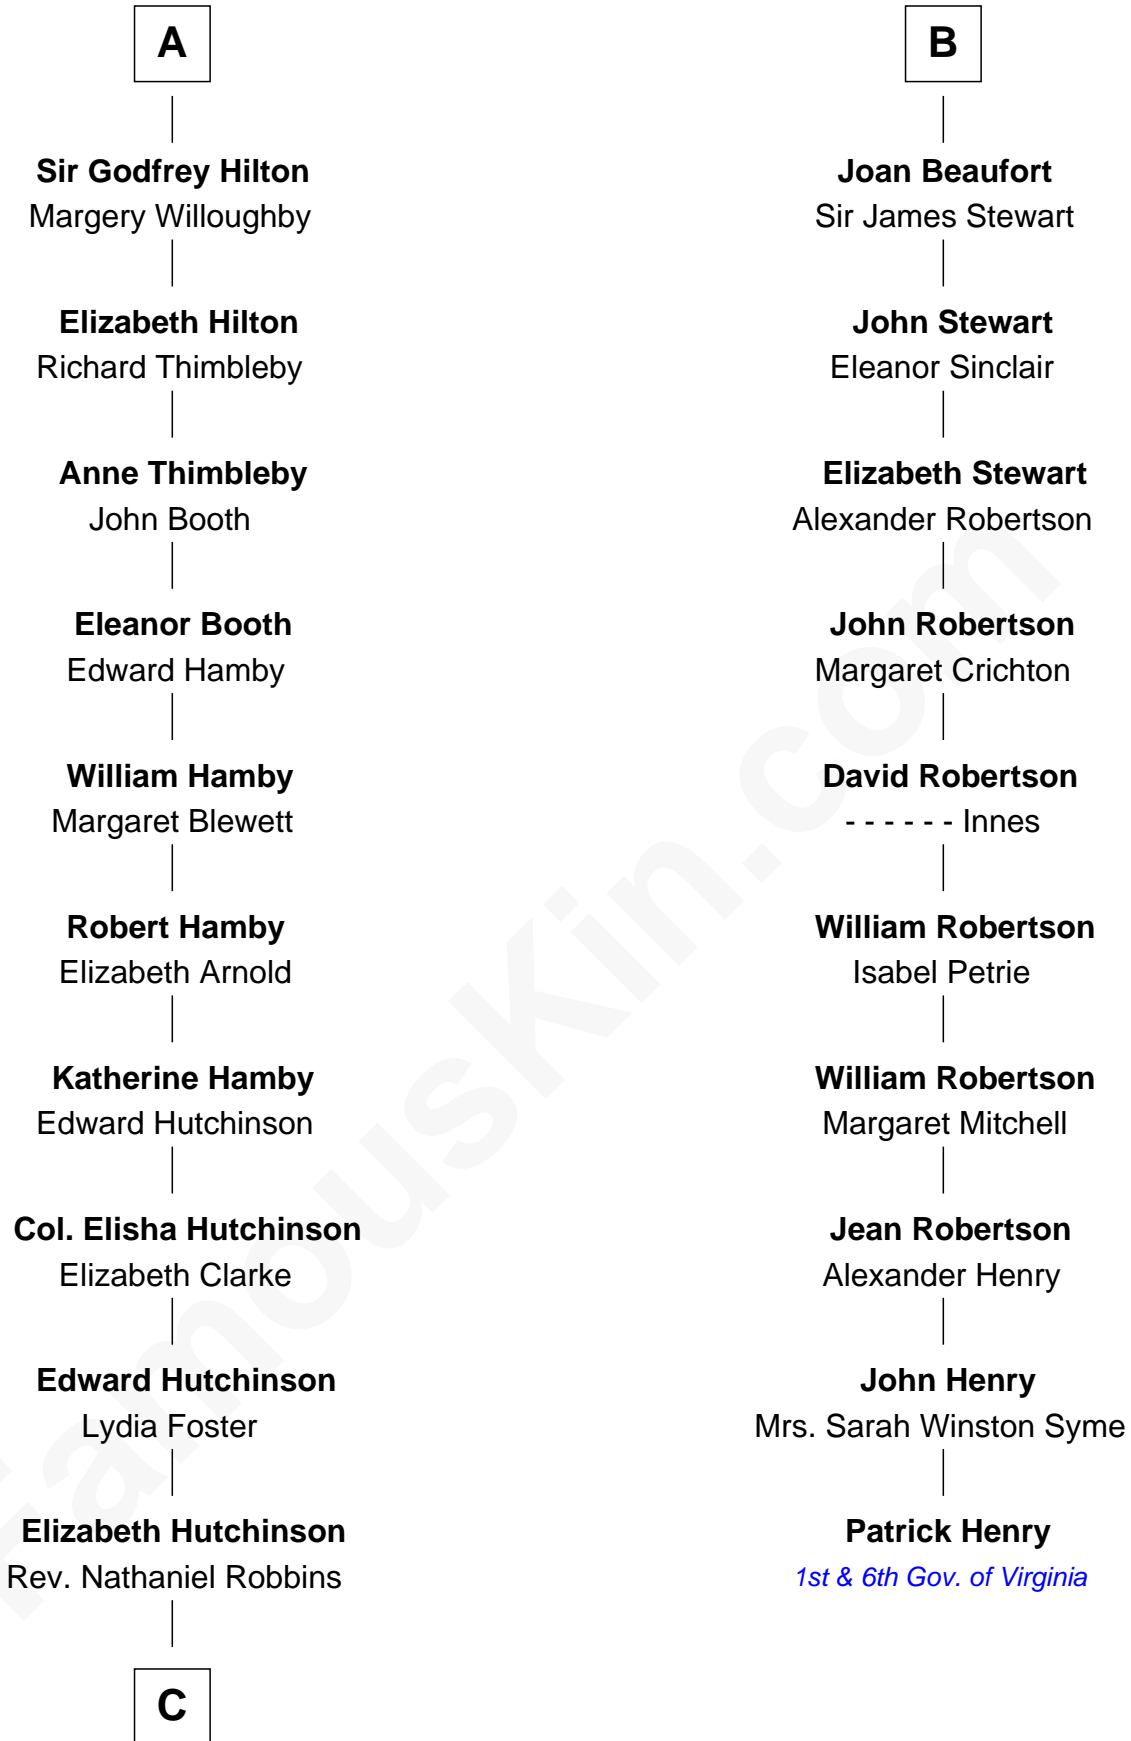 A
Sir Godfrey Hilton
Margery Willoughby
Elizabeth Hilton
Richard Thimbleby
Anne Thimbleby
John Booth
Eleanor Booth
Edward Hamby
William Hamby
Margaret Blewett
Robert Hamby
Elizabeth Arnold
Katherine Hamby
Edward Hutchinson
Col. Elisha Hutchinson
Elizabeth Clarke
Edward Hutchinson
Lydia Foster
Elizabeth Hutchinson
Rev. Nathaniel Robbins
C
B
Joan Beaufort
Sir James Stewart
John Stewart
Eleanor Sinclair
Elizabeth Stewart
Alexander Robertson
John Robertson
Margaret Crichton
David Robertson
- - - - - - Innes
William Robertson
Isabel Petrie
William Robertson
Margaret Mitchell
Jean Robertson
Alexander Henry
John Henry
Mrs. Sarah Winston Syme
Patrick Henry
1st & 6th Gov. of Virginia
FamousKin.com